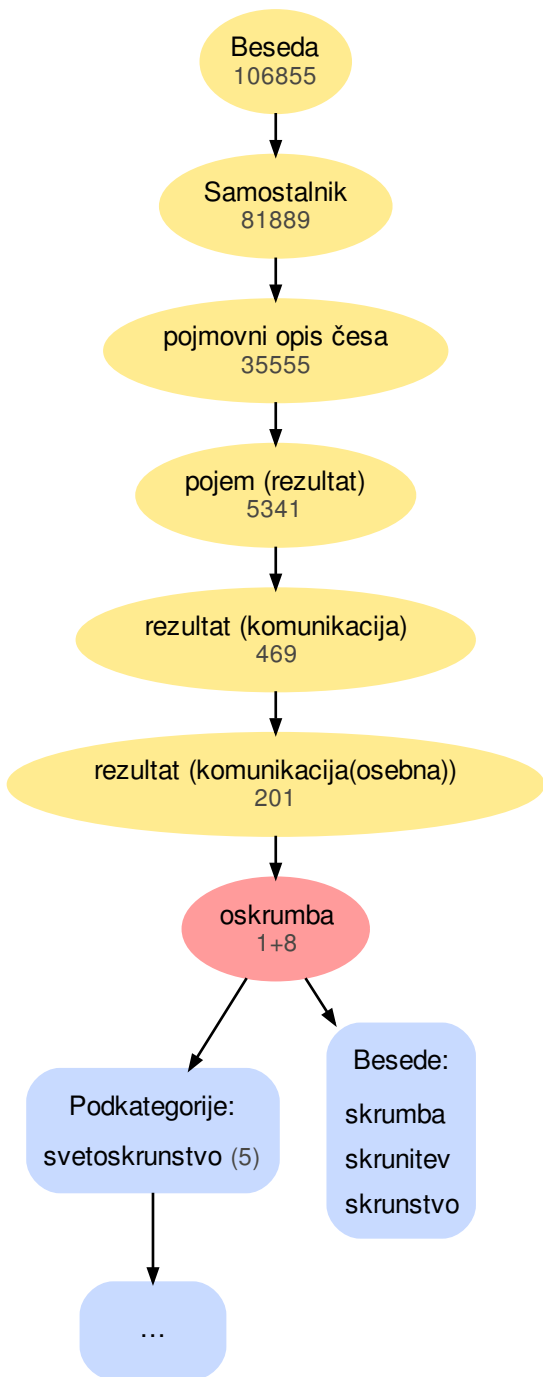 Beseda
106855
Samostalnik
81889
pojmovni opis česa
35555
pojem (rezultat)
5341
rezultat (komunikacija)
469
rezultat (komunikacija(osebna))
201
oskrumba
1+8
Podkategorije:
svetoskrunstvo (5)
Besede:
skrumba
skrunitev
skrunstvo
...